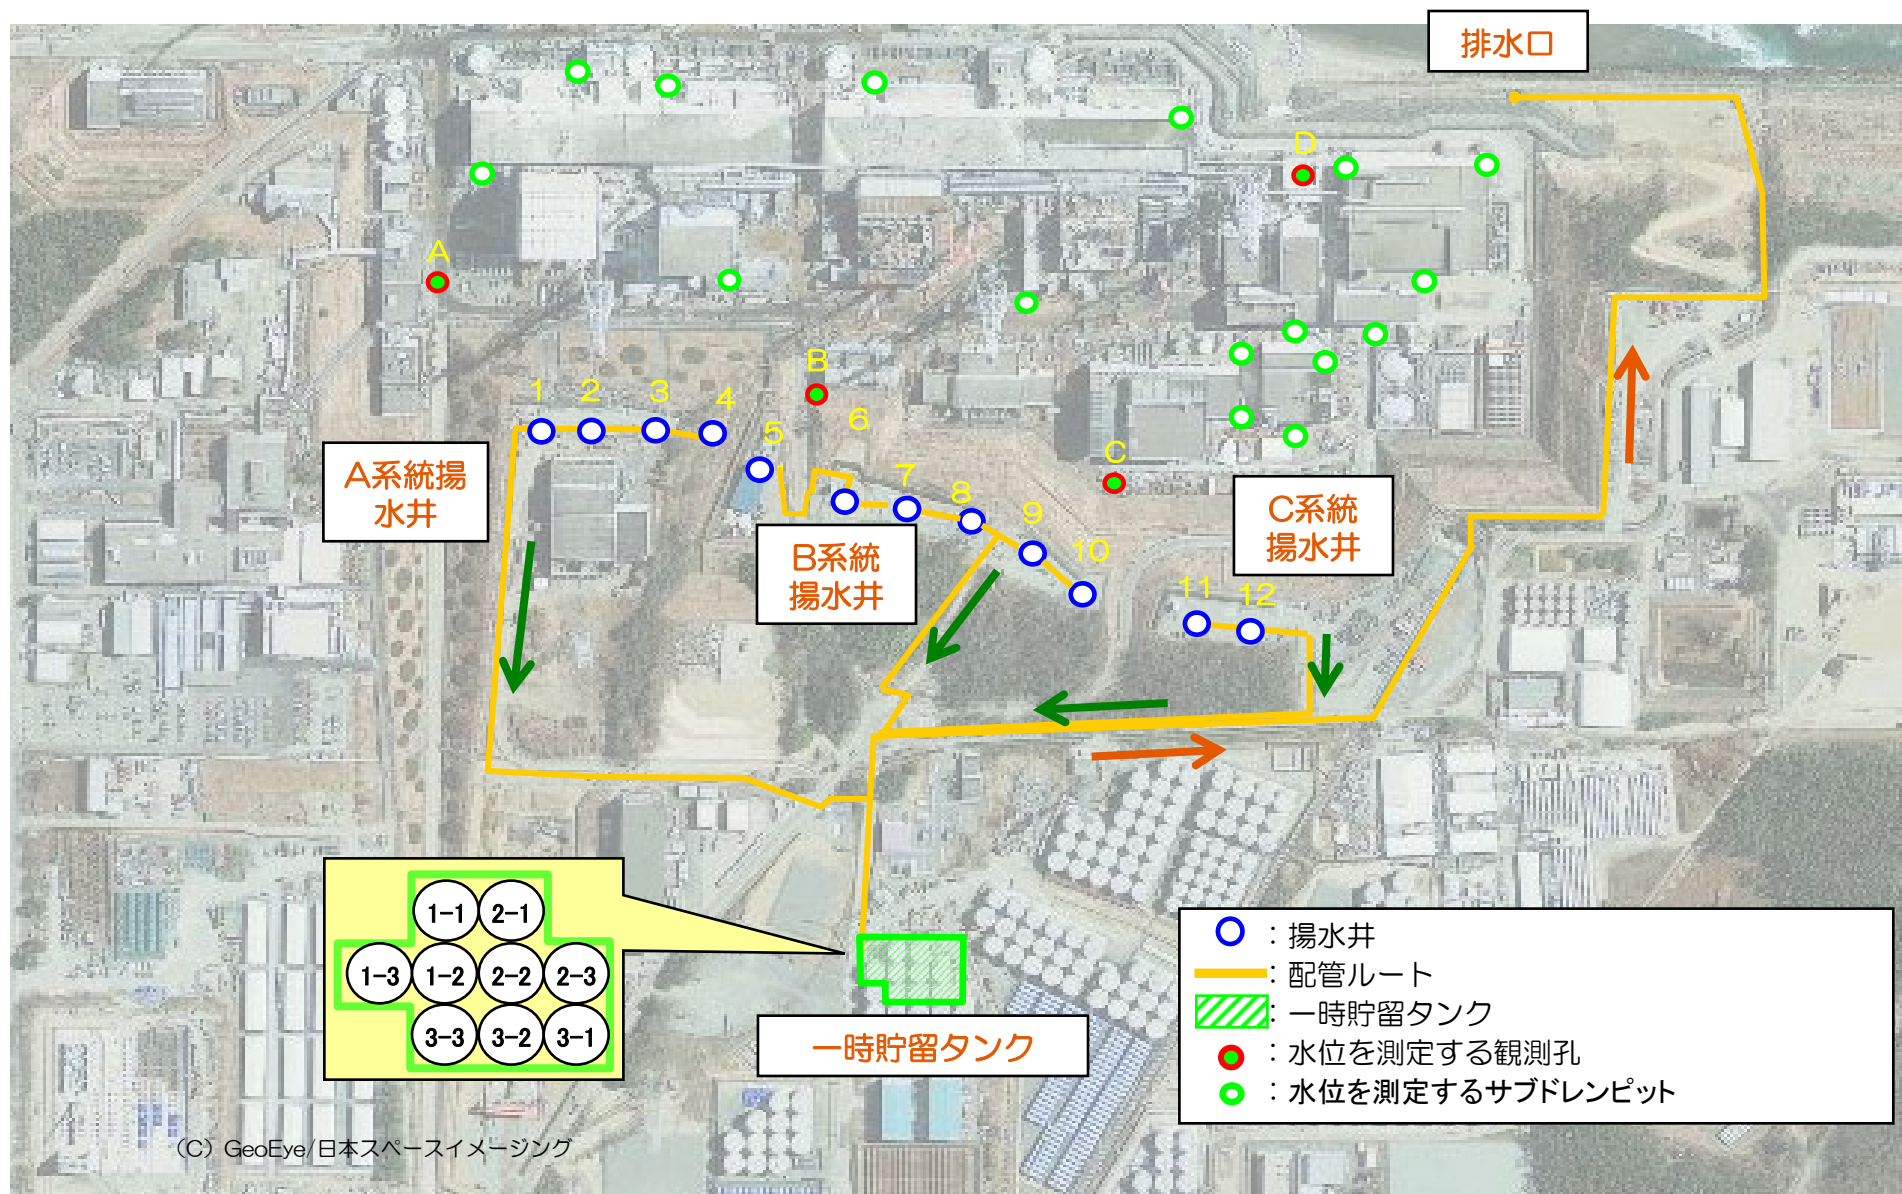 排水口
D
A
B
1
2
3
4
5
6
7
8
9
10
11
12
C
A系統揚
水井
B系統
揚水井
C系統
揚水井
1-1
2-1
1-3
1-2
2-2
2-3
3-3
3-2
3-1
一時貯留タンク
：揚水井
：配管ルート
：一時貯留タンク
：水位を測定する観測孔
：水位を測定するサブドレンピット
（C）GeoEye/日本スペースイメージング